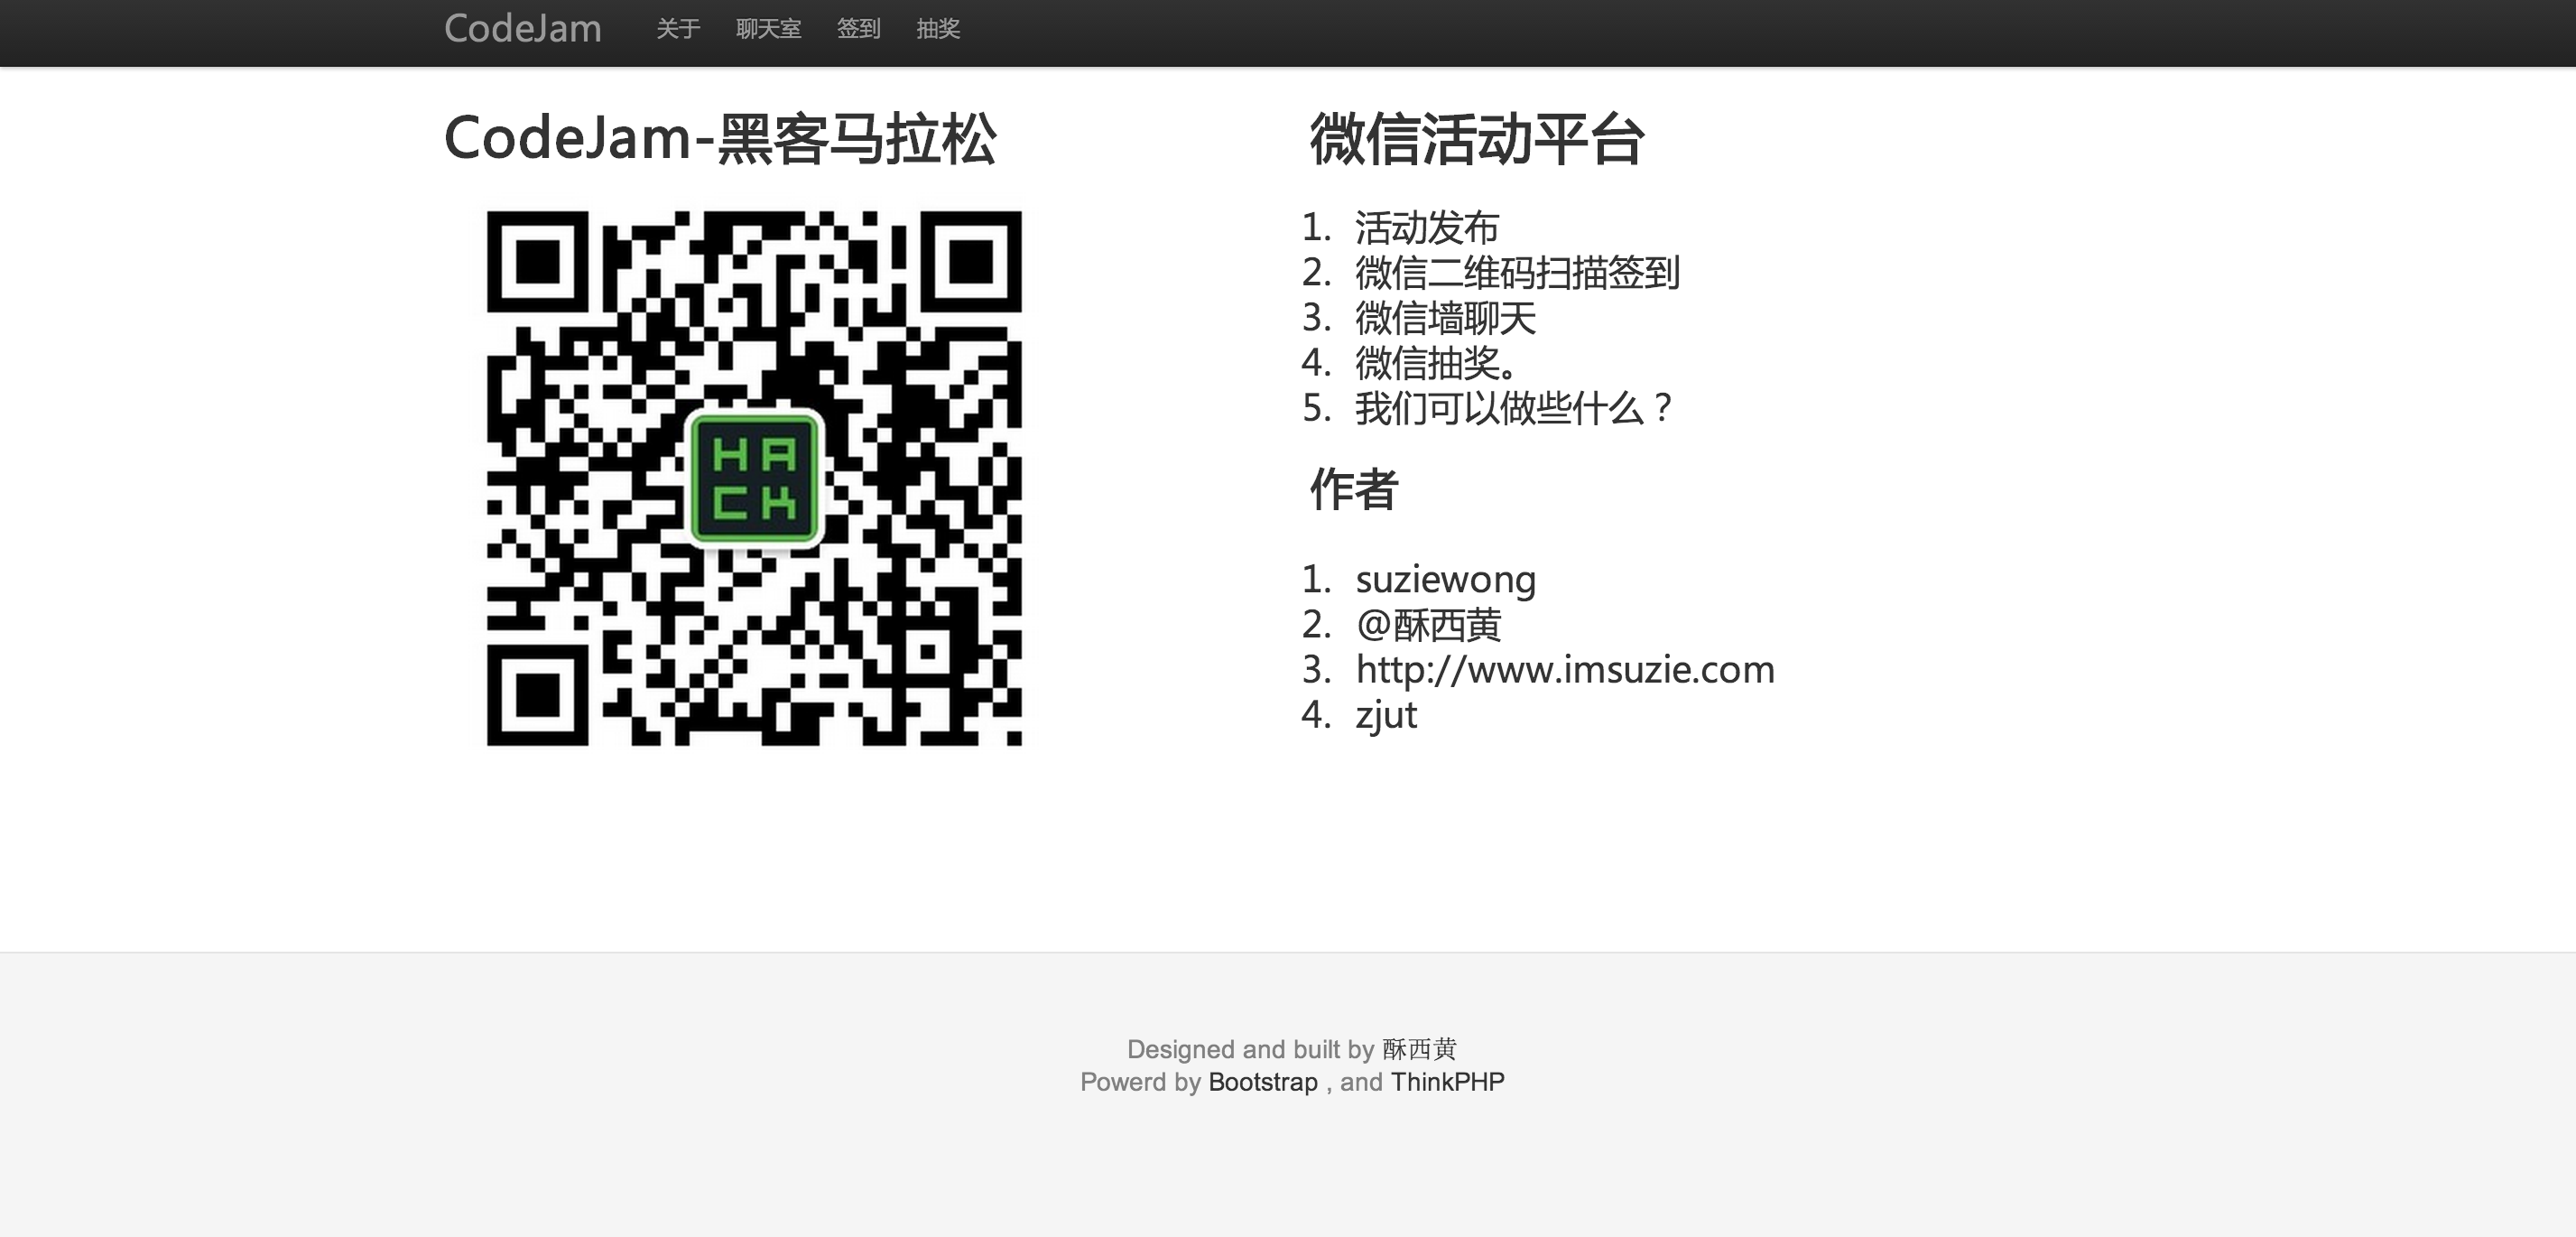 CodeJam 关于 聊天室 签到 抽奖
CodeJam-黑客马拉松
HA
CK
微信活动平台
1. 活动发布
2. 微信二维码扫描签到
3. 微信墙聊天
4. 微信抽奖。
5. 我们可以做些什么？
作者
1. suziewong
2. @酥西黄
3. http://www.imsuzie.com
4. zjut
Designed and built by 酥西黄
Powerd by Bootstrap , and ThinkPHP